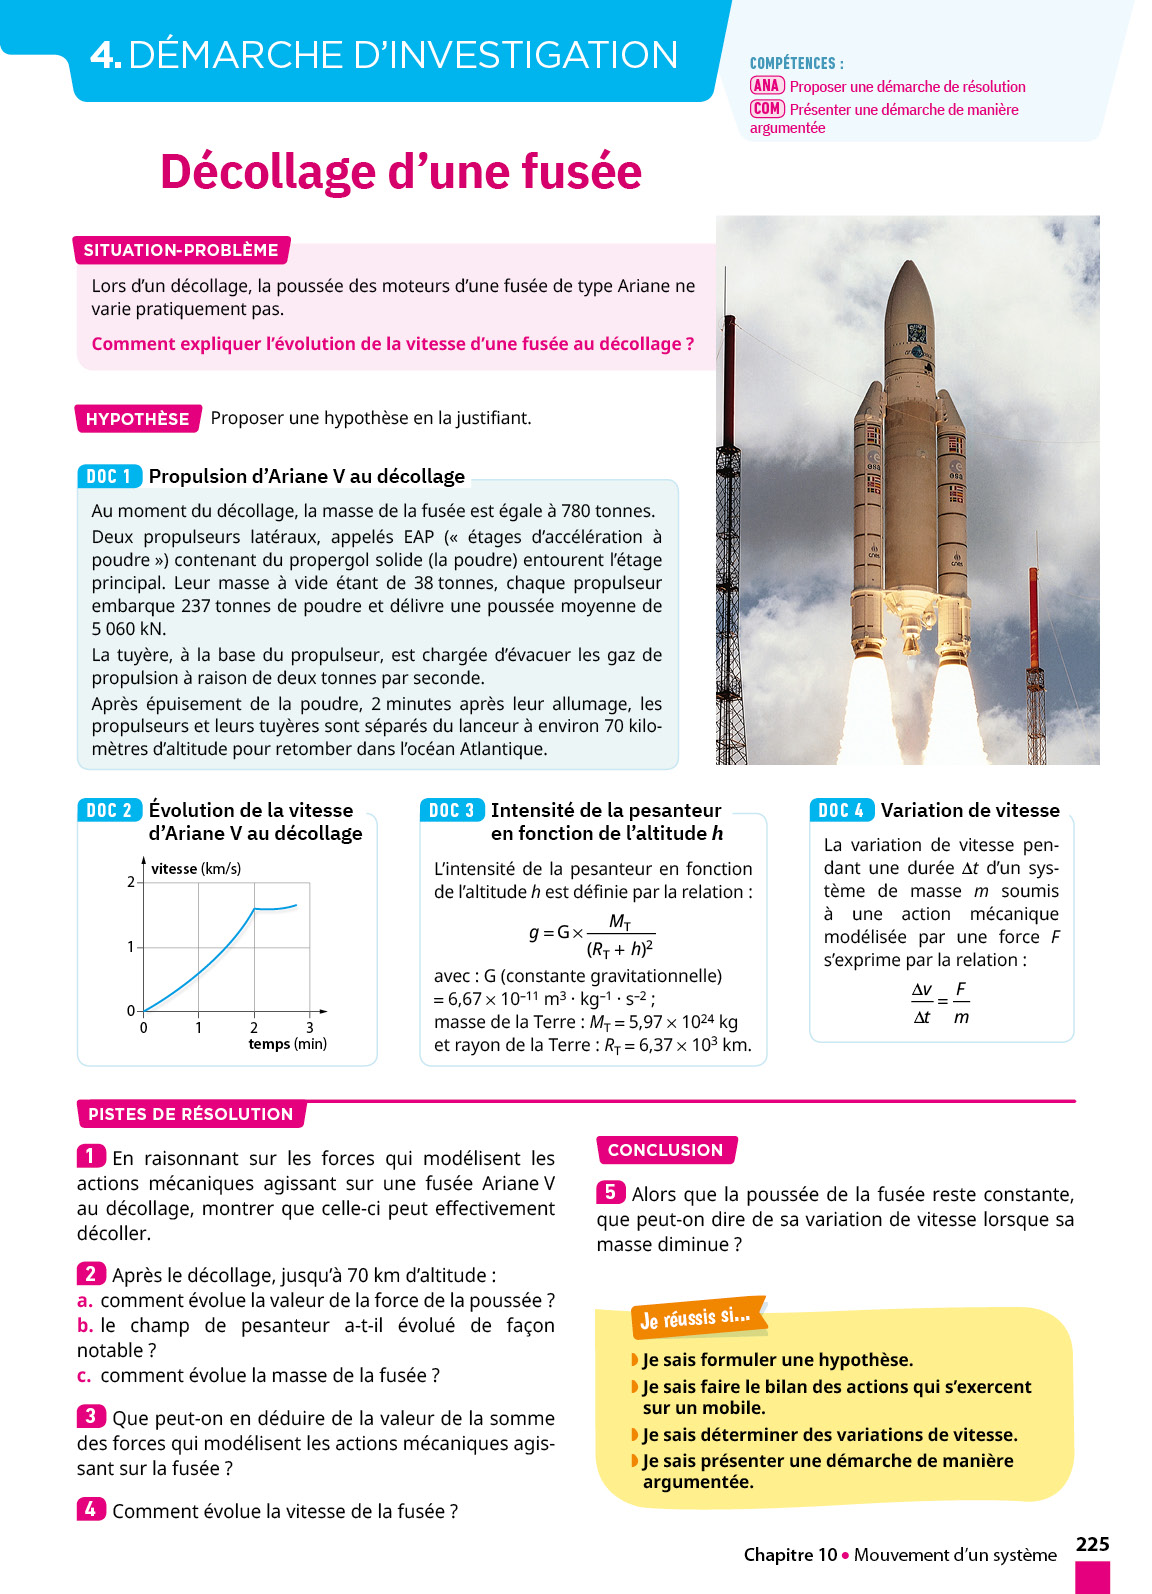 4. DÉMARCHE D'INVESTIGATION
COMPÉTENCES :
ANA Proposer une démarche de résolution
COM Présenter une démarche de manière
argumentée
Décollage d'une fusée
SITUATION-PROBLÈME
Lors d'un décollage, la poussée des moteurs d'une fusée de type Ariane ne
varie pratiquement pas.
Comment expliquer l'évolution de la vitesse d'une fusée au décollage ?
HYPOTHÈSE Proposer une hypothèse en la justifiant.
DOC 1 Propulsion d'Ariane V au décollage
Au moment du décollage, la masse de la fusée est égale à 780 tonnes.
Deux propulseurs latéraux, appelés EAP (« étages d'accélération à
poudre ») contenant du propergol solide (la poudre) entourent l'étage
principal. Leur masse à vide étant de 38 tonnes, chaque propulseur
embarque 237 tonnes de poudre et délivre une poussée moyenne de
5 060 kN.
La tuyère, à la base du propulseur, est chargée d'évacuer les gaz de
propulsion à raison de deux tonnes par seconde.
Après épuisement de la poudre, 2 minutes après leur allumage, les
propulseurs et leurs tuyères sont séparés du lanceur à environ 70 kilo-
mètres d'altitude pour retomber dans l'océan Atlantique.
esa
esa
cnes
cnes
DOC 2 Évolution de la vitesse
d'Ariane V au décollage
vitesse (km/s)
2
1
0
0 1 2 3
temps (min)
DOC 3 Intensité de la pesanteur
en fonction de l'altitude h
L'intensité de la pesanteur en fonction
de l'altitude h est définie par la relation :
g = G × M_T / (R_T + h)²
avec : G (constante gravitationnelle)
= 6,67 × 10⁻¹¹ m³ · kg⁻¹ · s⁻² ;
masse de la Terre : M_T = 5,97 × 10²⁴ kg
et rayon de la Terre : R_T = 6,37 × 10³ km.
DOC 4 Variation de vitesse
La variation de vitesse pen-
dant une durée Δt d'un sys-
tème de masse m soumis
à une action mécanique
modélisée par une force F
s'exprime par la relation :
Δv / Δt = F / m
PISTES DE RÉSOLUTION
1 En raisonnant sur les forces qui modélisent les
actions mécaniques agissant sur une fusée Ariane V
au décollage, montrer que celle-ci peut effectivement
décoller.
2 Après le décollage, jusqu'à 70 km d'altitude :
a. comment évolue la valeur de la force de la poussée ?
b. le champ de pesanteur a-t-il évolué de façon
notable ?
c. comment évolue la masse de la fusée ?
3 Que peut-on en déduire de la valeur de la somme
des forces qui modélisent les actions mécaniques agis-
sant sur la fusée ?
4 Comment évolue la vitesse de la fusée ?
CONCLUSION
5 Alors que la poussée de la fusée reste constante,
que peut-on dire de sa variation de vitesse lorsque sa
masse diminue ?
Je réussis si...
Je sais formuler une hypothèse.
Je sais faire le bilan des actions qui s'exercent
sur un mobile.
Je sais déterminer des variations de vitesse.
Je sais présenter une démarche de manière
argumentée.
Chapitre 10 • Mouvement d'un système
225